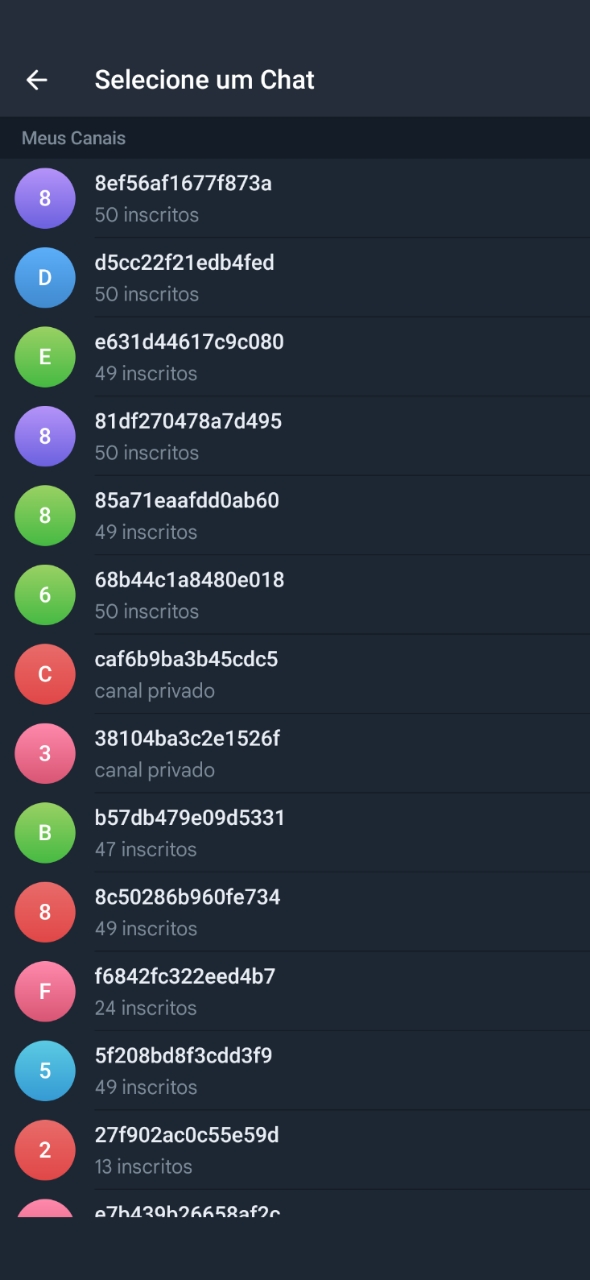 Selecione um Chat
Meus Canais
8
8ef56af1677f873a
50 inscritos
D
d5cc22f21edb4fed
50 inscritos
E
e631d44617c9c080
49 inscritos
8
81df270478a7d495
50 inscritos
8
85a71eaafdd0ab60
49 inscritos
6
68b44c1a8480e018
50 inscritos
C
caf6b9ba3b45cdc5
canal privado
3
38104ba3c2e1526f
canal privado
B
b57db479e09d5331
47 inscritos
8
8c50286b960fe734
49 inscritos
F
f6842fc322eed4b7
24 inscritos
5
5f208bd8f3cdd3f9
49 inscritos
2
27f902ac0c55e59d
13 inscritos
e7b439b26658af2c